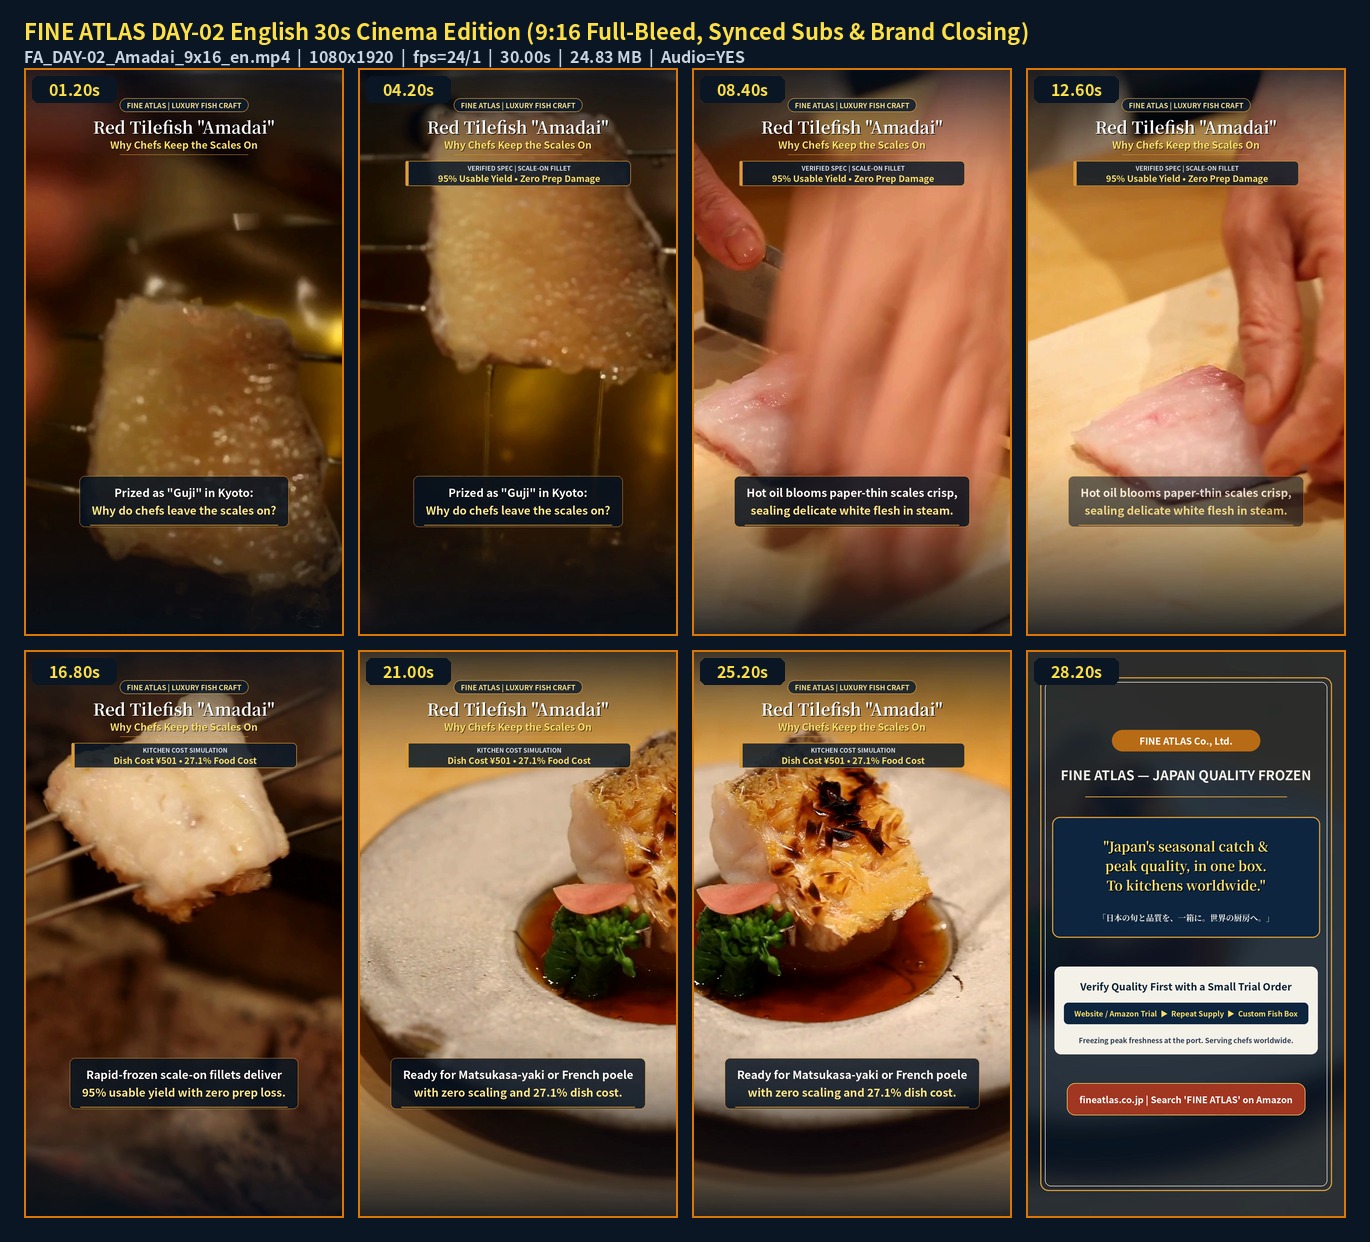 FINE ATLAS DAY-02 English 30s Cinema Edition (9:16 Full-Bleed, Synced Subs & Brand Closing)
FA_DAY-02_Amadai_9x16_en.mp4 | 1080x1920 | fps=24/1 | 30.00s | 24.83 MB | Audio=YES
01.20s
FINE ATLAS | LUXURY FISH CRAFT
Red Tilefish "Amadai"
Why Chefs Keep the Scales On
Prized as "Guji" in Kyoto:
Why do chefs leave the scales on?
04.20s
FINE ATLAS | LUXURY FISH CRAFT
Red Tilefish "Amadai"
Why Chefs Keep the Scales On
VERIFIED SPEC | SCALE-ON FILLET
95% Usable Yield • Zero Prep Damage
Prized as "Guji" in Kyoto:
Why do chefs leave the scales on?
08.40s
FINE ATLAS | LUXURY FISH CRAFT
Red Tilefish "Amadai"
Why Chefs Keep the Scales On
VERIFIED SPEC | SCALE-ON FILLET
95% Usable Yield • Zero Prep Damage
Hot oil blooms paper-thin scales crisp,
sealing delicate white flesh in steam.
12.60s
FINE ATLAS | LUXURY FISH CRAFT
Red Tilefish "Amadai"
Why Chefs Keep the Scales On
VERIFIED SPEC | SCALE-ON FILLET
95% Usable Yield • Zero Prep Damage
Hot oil blooms paper-thin scales crisp,
sealing delicate white flesh in steam.
16.80s
FINE ATLAS | LUXURY FISH CRAFT
Red Tilefish "Amadai"
Why Chefs Keep the Scales On
KITCHEN COST SIMULATION
Dish Cost ¥501 • 27.1% Food Cost
Rapid-frozen scale-on fillets deliver
95% usable yield with zero prep loss.
21.00s
FINE ATLAS | LUXURY FISH CRAFT
Red Tilefish "Amadai"
Why Chefs Keep the Scales On
KITCHEN COST SIMULATION
Dish Cost ¥501 • 27.1% Food Cost
Ready for Matsukasa-yaki or French poele
with zero scaling and 27.1% dish cost.
25.20s
FINE ATLAS | LUXURY FISH CRAFT
Red Tilefish "Amadai"
Why Chefs Keep the Scales On
KITCHEN COST SIMULATION
Dish Cost ¥501 • 27.1% Food Cost
Ready for Matsukasa-yaki or French poele
with zero scaling and 27.1% dish cost.
28.20s
FINE ATLAS Co., Ltd.
FINE ATLAS — JAPAN QUALITY FROZEN
"Japan's seasonal catch &
peak quality, in one box.
To kitchens worldwide."
「日本の旬と品質を、一箱に。世界の厨房へ。」
Verify Quality First with a Small Trial Order
Website / Amazon Trial ▶ Repeat Supply ▶ Custom Fish Box
Freezing peak freshness at the port. Serving chefs worldwide.
fineatlas.co.jp | Search 'FINE ATLAS' on Amazon